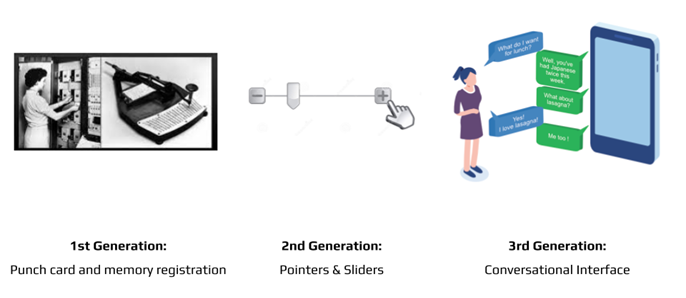 What do I want
for lunch?
Well, you've
had Japanese
twice this
week.
What about
lasagna?
Yes!
I love lasagna!
Me too !
1st Generation:
Punch card and memory registration
2nd Generation:
Pointers & Sliders
3rd Generation:
Conversational Interface